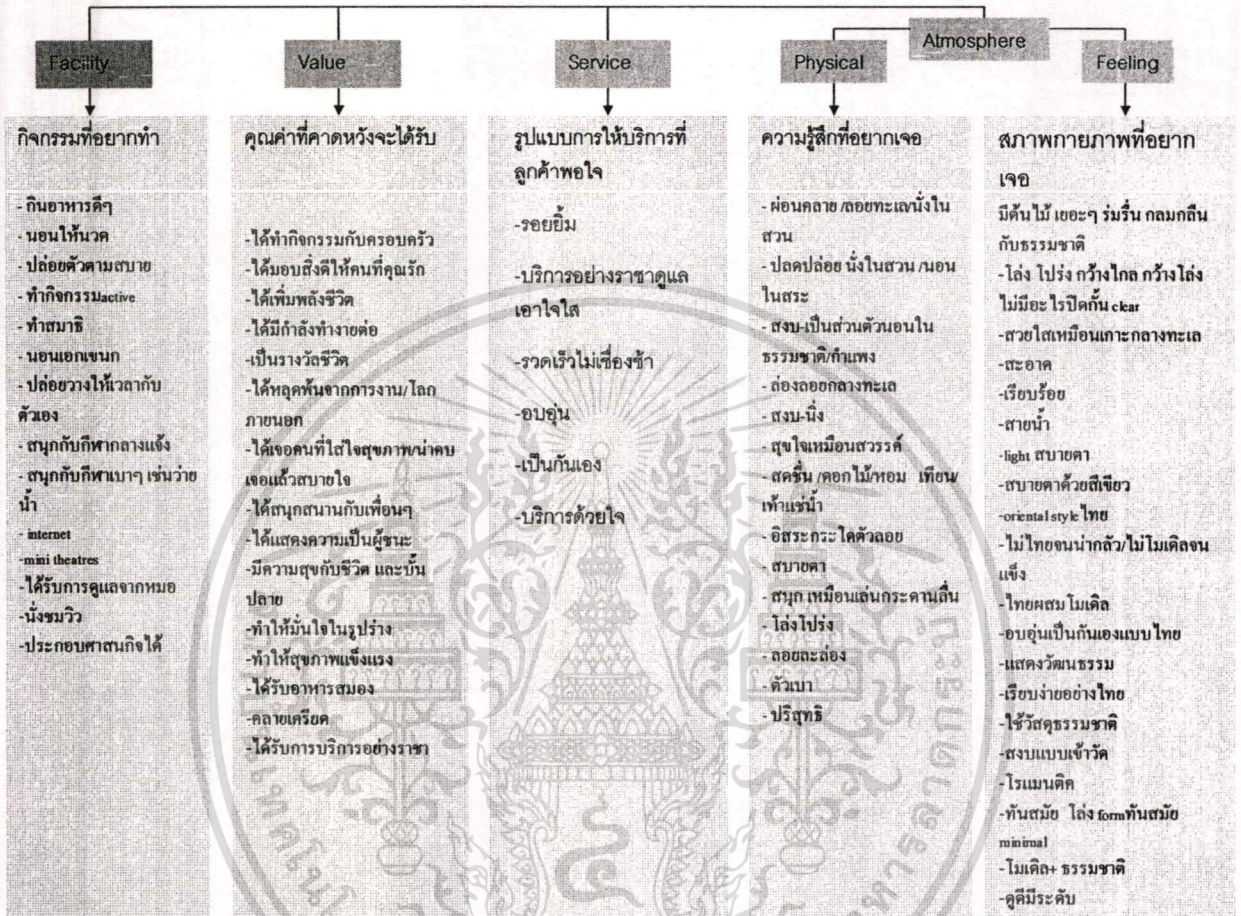 Atmosphere
Facility
Value
Service
Physical
Feeling
กิจกรรมที่อยากทำ
- กินอาหารดีๆ
- นอนให้นวด
- ปล่อยตัวตามสบาย
- ทำกิจกรรมactive
- ทำสมาธิ
- นอนเอกเขนก
- ปล่อยวางให้เวลากับ
ตัวเอง
- สนุกกับกีฬากลางแจ้ง
- สนุกกับกีฬาเบาๆ เช่นว่าย
น้ำ
- internet
-mini theatres
-ได้รับการดูแลจากหมอ
-นั่งชมวิว
-ประกอบศาสนกิจได้
คุณค่าที่คาดหวังจะได้รับ
-ได้ทำกิจกรรมกับครอบครัว
-ได้มอบสิ่งดีให้คนที่คุณรัก
-ได้เพิ่มพลังชีวิต
-ได้มีกำลังทำงายต่อ
-เป็นรางวัลชีวิต
-ได้หลุดพ้นจากการงาน/โลก
ภายนอก
-ได้เจอคนที่ใส่ใจสุขภาพ/น่าคบ
เจอแล้วสบายใจ
-ได้สนุกสนานกับเพื่อนๆ
-ได้แสดงความเป็นผู้ชนะ
-มีความสุขกับชีวิต และบั้น
ปลาย
-ทำให้มั่นใจในรูปร่าง
-ทำให้สุขภาพแข็งแรง
-ได้รับอาหารสมอง
-คลายเครียด
-ได้รับการบริการอย่างราชา
รูปแบบการให้บริการที่
ลูกค้าพอใจ
-รอยยิ้ม
-บริการอย่างราชาดูแล
เอาใจใส
-รวดเร็วไม่เชื่องช้า
-อบอุ่น
-เป็นกันเอง
-บริการด้วยใจ
ความรู้สึกที่อยากเจอ
- ผ่อนคลาย /ลอยทะเล/นั่งใน
สวน
- ปลดปล่อย นั่งในสวน /นอน
ในสระ
- สงบ-เป็นส่วนตัวนอนใน
ธรรมชาติ/กำแพง
- ล่องลอยกลางทะเล
- สงบ-นิ่ง
- สุขใจเหมือนสวรรค์
- สดชื่น /ดอกไม้/หอม เทียน/
เท้าแช่น้ำ
- อิสระกระโดตัวลอย
- สบายตา
- สนุก เหมือนเล่นกระดานลื่น
- โล่งโปร่ง
- ลอยละล่อง
- ตัวเบา
- ปริสุทธิ
สภาพกายภาพที่อยาก
เจอ
มีต้นไม้ เยอะๆ ร่มรื่น กลมกลืน
กับธรรมชาติ
-โล่ง โปร่ง กว้างไกล กว้างโล่ง
ไม่มีอะไรปิดกั้น clear
-สวยใสเหมือนเกาะกลางทะเล
-สะอาด
-เรียบร้อย
-สายน้ำ
-light สบายตา
-สบายตาด้วยสีเขียว
-oriental style ไทย
-ไม่ไทยจนน่ากลัว/ไม่โมเดิลจน
แข็ง
-ไทยผสมโมเดิล
-อบอุ่นเป็นกันเองแบบไทย
-แสดงวัฒนธรรม
-เรียบง่ายอย่างไทย
-ใช้วัสดุธรรมชาติ
-สงบแบบเข้าวัด
-โรแมนติค
-ทันสมัย โล่ง formทันสมัย
minimal
-โมเดิล+ ธรรมชาติ
-ดูดีมีระดับ